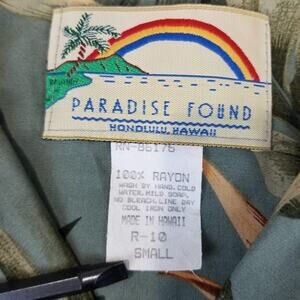 PARADISE FOUND
HONOLULU, HAWAII
RN-86176
100% RAYON
WASH BY HAND, COLD
WATER, MILD SOAP,
NO BLEACH, LINE DRY
COOL IRON ONLY
MADE IN HAWAII
R-10
SMALL